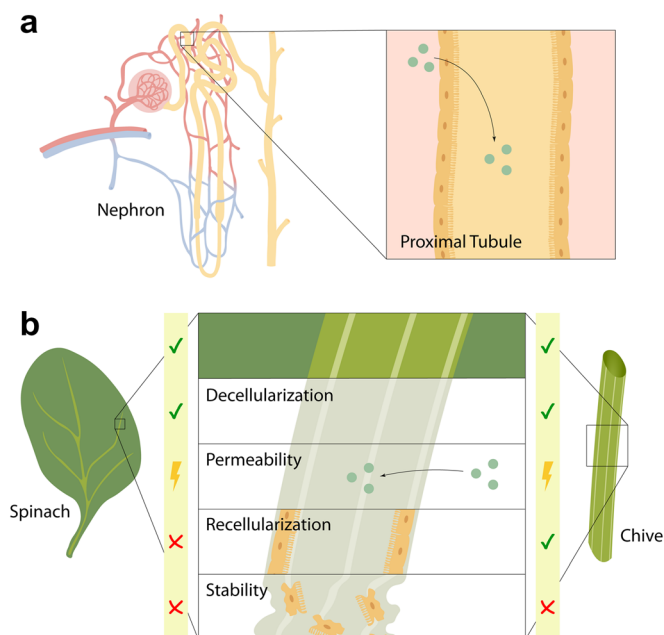 a
Nephron
Proximal Tubule
b
Decellularization
Permeability
Spinach
Recellularization
Chive
Stability